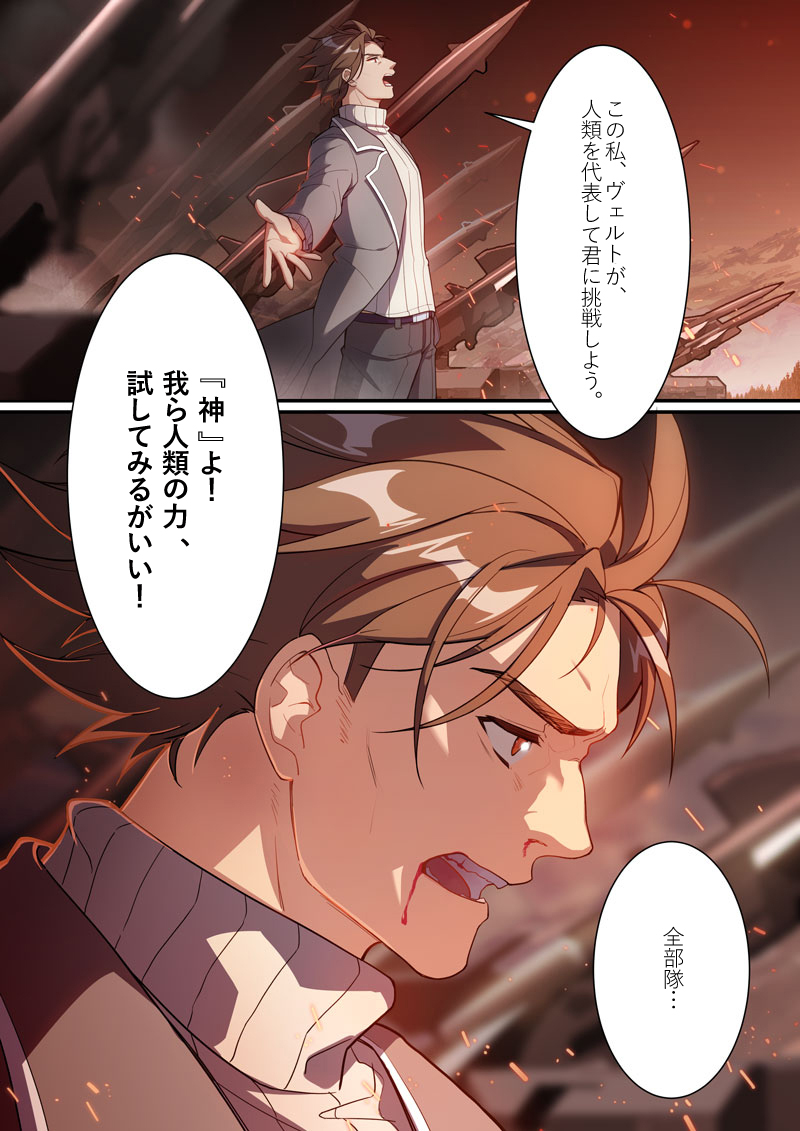 この私、ヴェルトが、
人類を代表して君に挑戦しよう。
『神』よ！
我ら人類の力、
試してみるがいい！
全部隊…